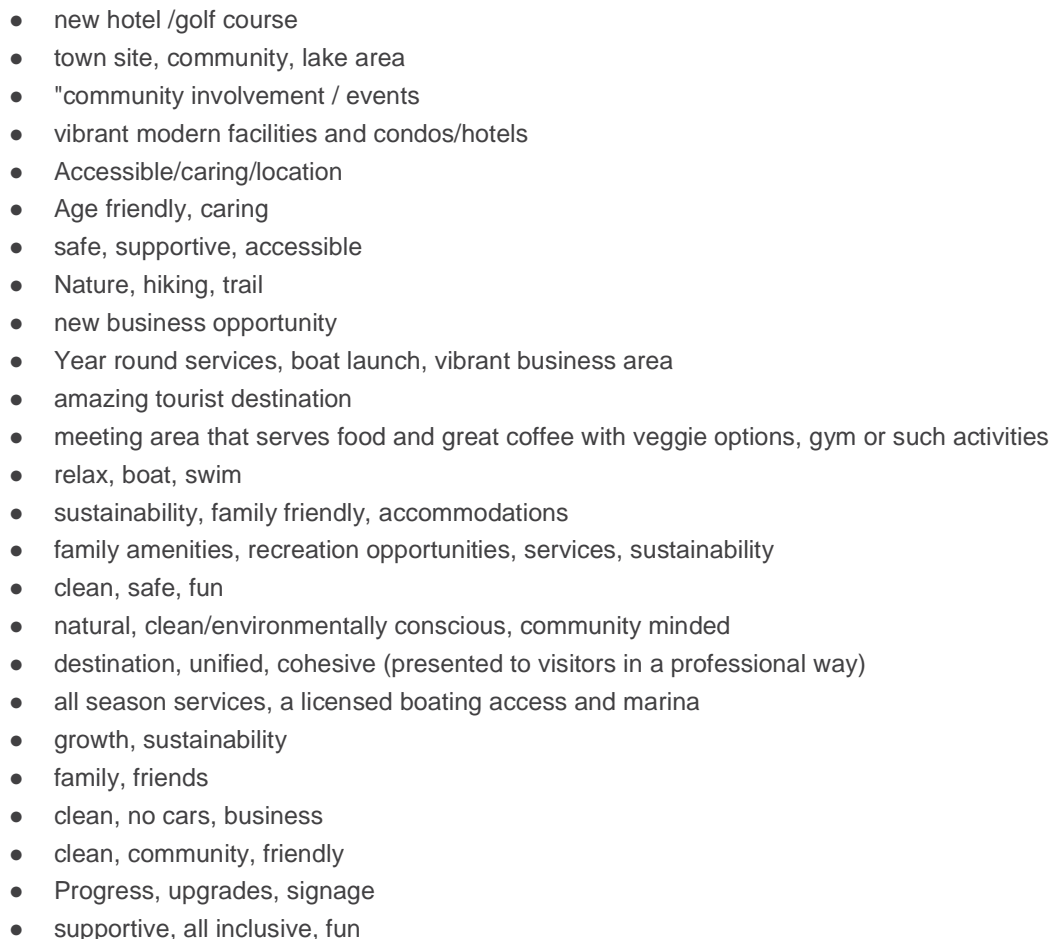 ● new hotel /golf course
● town site, community, lake area
● "community involvement / events
● vibrant modern facilities and condos/hotels
● Accessible/caring/location
● Age friendly, caring
● safe, supportive, accessible
● Nature, hiking, trail
● new business opportunity
● Year round services, boat launch, vibrant business area
● amazing tourist destination
● meeting area that serves food and great coffee with veggie options, gym or such activities
● relax, boat, swim
● sustainability, family friendly, accommodations
● family amenities, recreation opportunities, services, sustainability
● clean, safe, fun
● natural, clean/environmentally conscious, community minded
● destination, unified, cohesive (presented to visitors in a professional way)
● all season services, a licensed boating access and marina
● growth, sustainability
● family, friends
● clean, no cars, business
● clean, community, friendly
● Progress, upgrades, signage
● supportive, all inclusive, fun